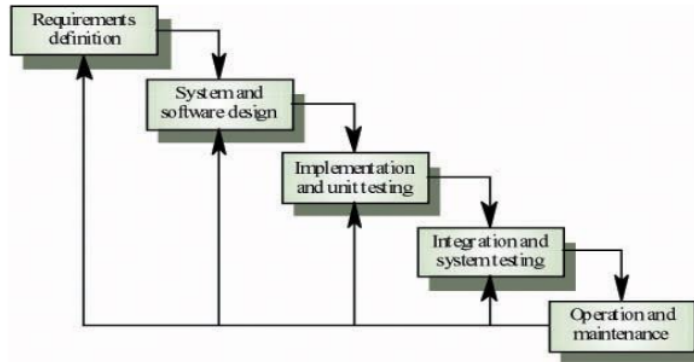 Requirements
definition
System and
software design
Implementation
and unit testing
Integration and
system testing
Operation and
maintenance